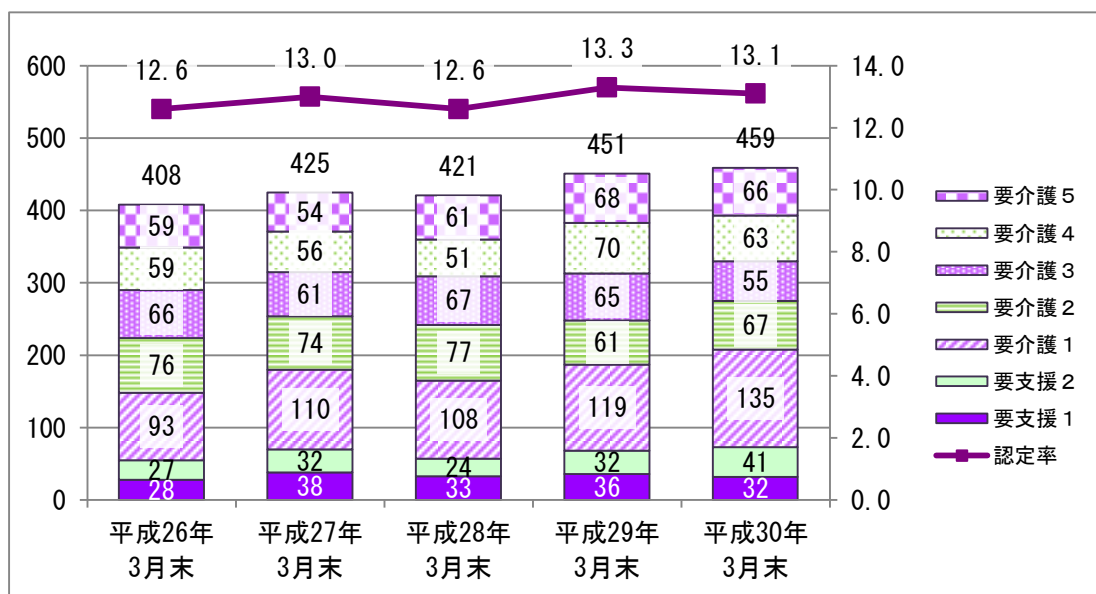 12.6 13.0 12.6 13.3 13.1
600 14.0
500 12.0
400 10.0
300 8.0
200 6.0
100 4.0
0 2.0
0.0
408 425 421 451 459
59 54 61 68 66
59 56 51 70 63
66 61 67 65 55
76 74 77 61 67
93 110 108 119 135
27 32 24 32 41
28 38 33 36 32
平成26年 平成27年 平成28年 平成29年 平成30年
3月末 3月末 3月末 3月末 3月末
要介護５
要介護４
要介護３
要介護２
要介護１
要支援２
要支援１
認定率